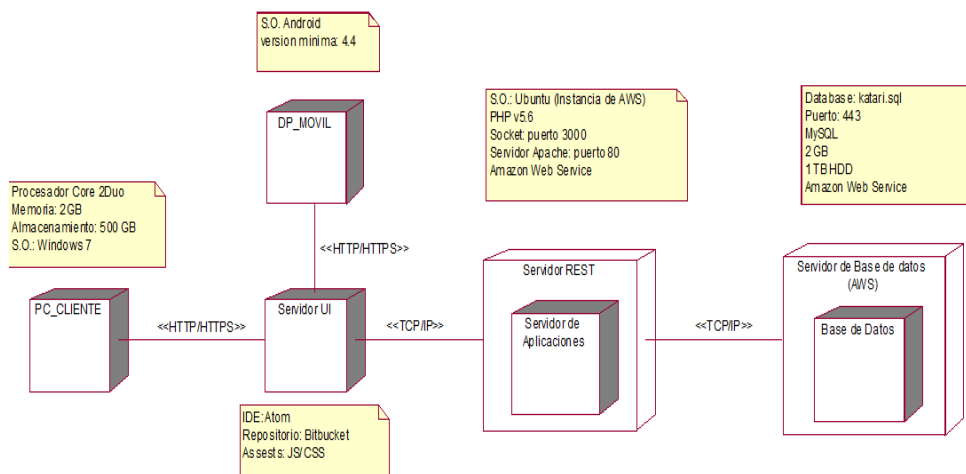 S.O. Android
version minima: 4.4
DP_MOVIL
S.O.: Ubuntu (Instancia de AWS)
PHP v5.6
Socket: puerto 3000
Servidor Apache: puerto 80
Amazon Web Service
Database: katari.sql
Puerto: 443
MySQL
2 GB
1 TB HDD
Amazon Web Service
Procesador Core 2Duo
Memoria: 2GB
Almacenamiento: 500 GB
S.O.: Windows 7
<<HTTP/HTTPS>>
PC_CLIENTE
<<HTTP/HTTPS>>
Servidor UI
<<TCP/IP>>
Servidor REST
Servidor de
Aplicaciones
<<TCP/IP>>
Servidor de Base de datos
(AWS)
Base de Datos
IDE:Atom
Repositorio: Bitbucket
Assests: JS/CSS